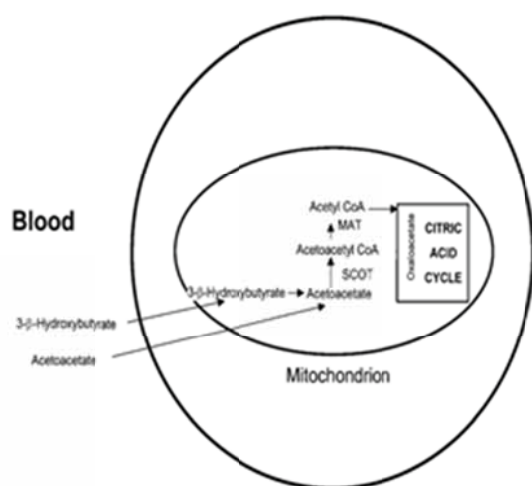 Acetyl CoA
MAT
Acetoacetyl CoA
SCOT
3-β-Hydroxybutyrate
Acetoacetate
Oxaloacetate
CITRIC
ACID
CYCLE
Blood
3-β-Hydroxybutyrate
Acetoacetate
Mitochondrion